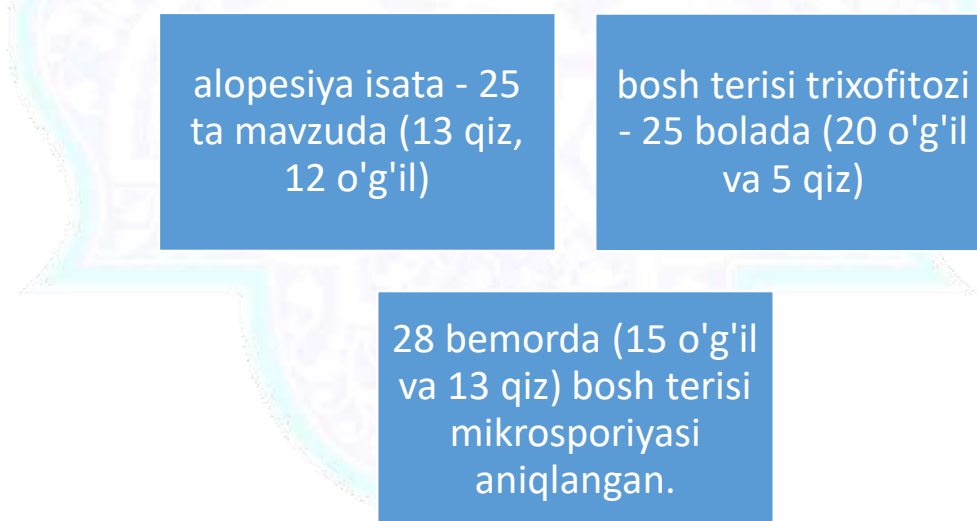 alopesiya isata - 25
ta mavzuda (13 qiz,
12 o'g'il)
bosh terisi trixofitozi
- 25 bolada (20 o'g'il
va 5 qiz)
28 bemorda (15 o'g'il
va 13 qiz) bosh terisi
mikrosporiyasi
aniqlangan.